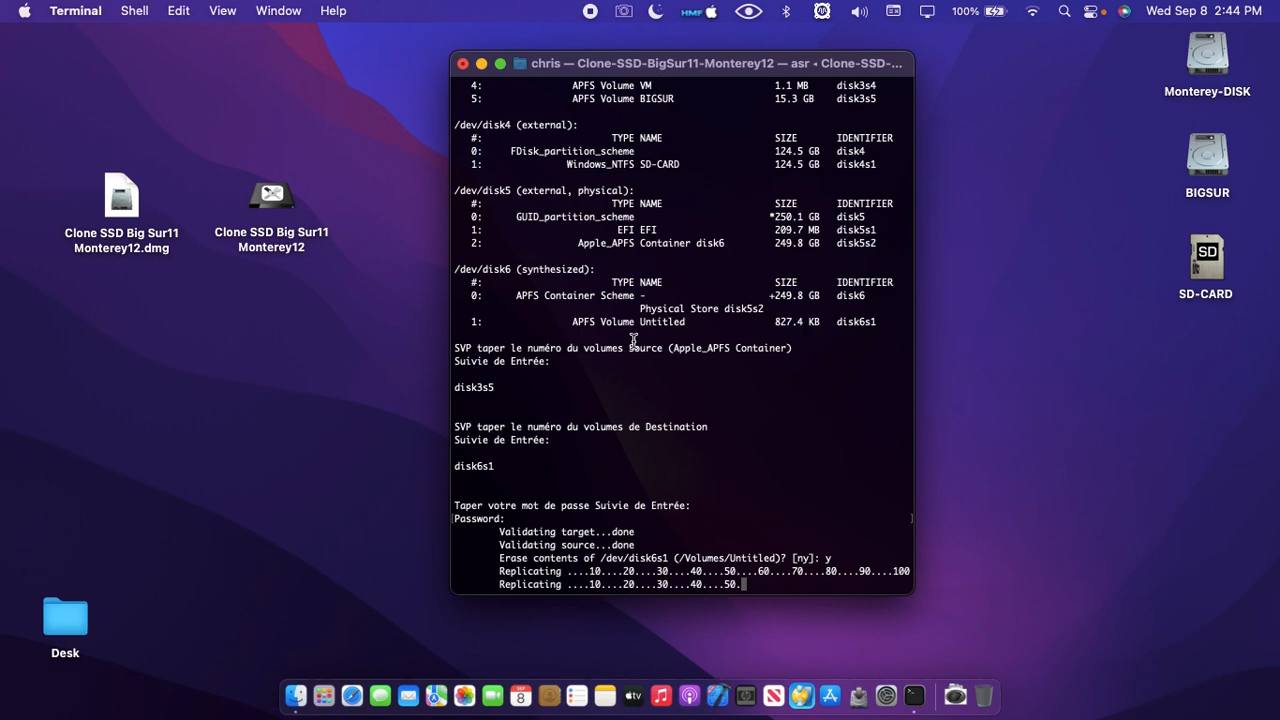 Terminal Shell Edit View Window Help
HMF 100% Wed Sep 8 2:44 PM
chris — Clone-SSD-BigSur11-Monterey12 — asr ◂ Clone-SSD-...
4: APFS Volume VM 1.1 MB disk3s4
5: APFS Volume BIGSUR 15.3 GB disk3s5
/dev/disk4 (external):
#: TYPE NAME SIZE IDENTIFIER
0: FDisk_partition_scheme 124.5 GB disk4
1: Windows_NTFS SD-CARD 124.5 GB disk4s1
/dev/disk5 (external, physical):
#: TYPE NAME SIZE IDENTIFIER
0: GUID_partition_scheme *250.1 GB disk5
1: EFI EFI 209.7 MB disk5s1
2: Apple_APFS Container disk6 249.8 GB disk5s2
/dev/disk6 (synthesized):
#: TYPE NAME SIZE IDENTIFIER
0: APFS Container Scheme - +249.8 GB disk6
Physical Store disk5s2
1: APFS Volume Untitled 827.4 KB disk6s1
SVP taper le numéro du volumes source (Apple_APFS Container)
Suivie de Entrée:
disk3s5
SVP taper le numéro du volumes de Destination
Suivie de Entrée:
disk6s1
Taper votre mot de passe Suivie de Entrée:
[Password: ]
Validating target...done
Validating source...done
Erase contents of /dev/disk6s1 (/Volumes/Untitled)? [ny]: y
Replicating ....10....20....30....40....50....60....70....80....90....100
Replicating ....10....20....30....40....50.
Clone SSD Big Sur11
Monterey12.dmg
Clone SSD Big Sur11
Monterey12
Desk
Monterey-DISK
BIGSUR
SD
SD-CARD
SEP
8
tv